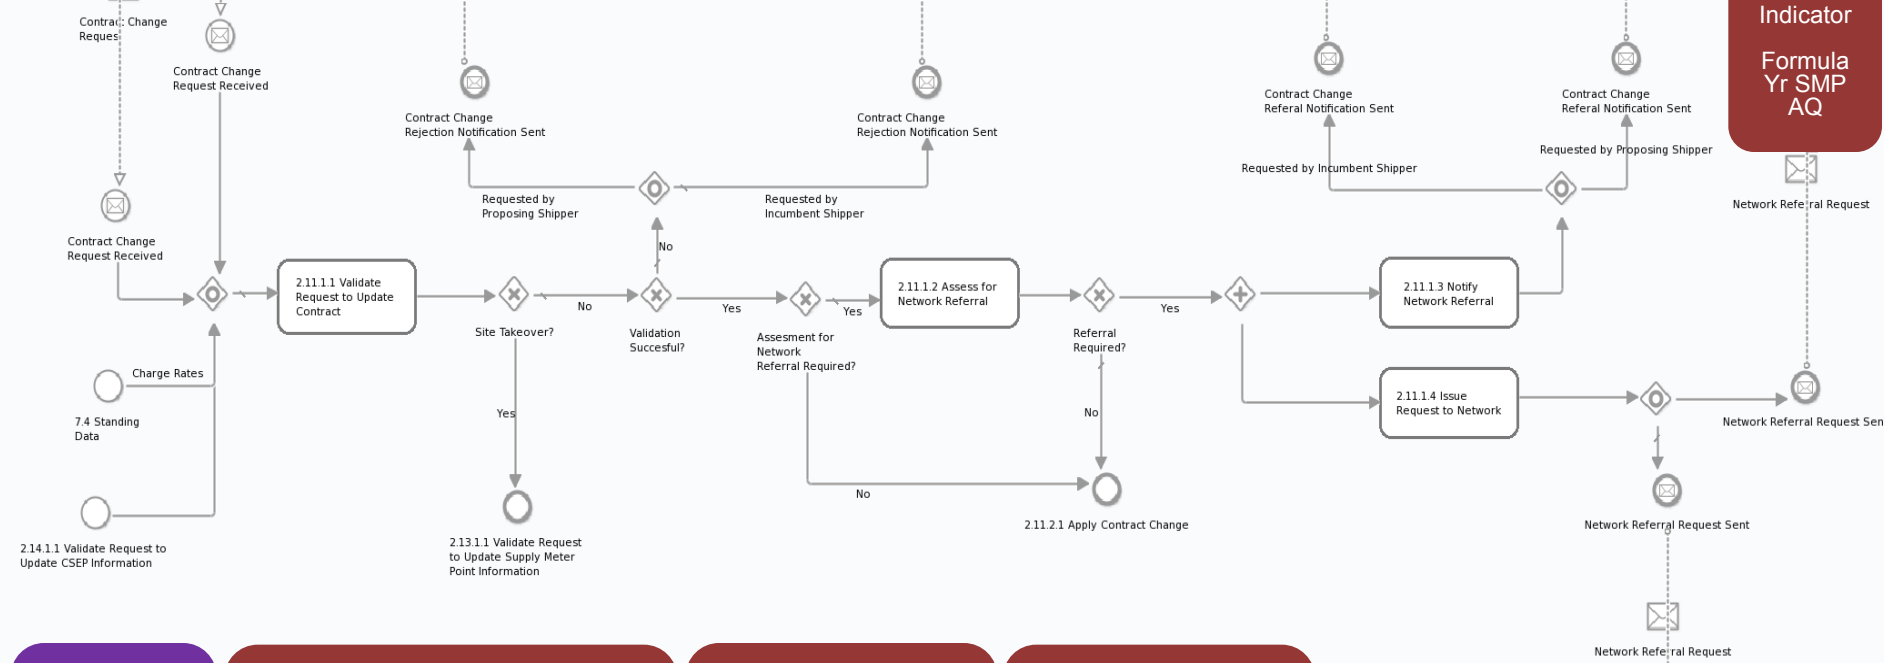 Contract Change
Request
Contract Change
Request Received
Contract Change
Rejection Notification Sent
Contract Change
Rejection Notification Sent
Contract Change
Referal Notification Sent
Contract Change
Referal Notification Sent
Indicator
Formula
Yr SMP
AQ
Requested by Incumbent Shipper
Requested by Proposing Shipper
Requested by
Proposing Shipper
Requested by
Incumbent Shipper
Network Referral Request
Contract Change
Request Received
No
2.11.1.1 Validate
Request to Update
Contract
Site Takeover?
No
Validation
Succesful?
Yes
Assesment for
Network
Referral Required?
Yes
2.11.1.2 Assess for
Network Referral
Referral
Required?
Yes
2.11.1.3 Notify
Network Referral
Charge Rates
7.4 Standing
Data
Yes
No
2.11.1.4 Issue
Request to Network
Network Referral Request Sen
No
2.14.1.1 Validate Request to
Update CSEP Information
2.13.1.1 Validate Request
to Update Supply Meter
Point Information
2.11.2.1 Apply Contract Change
Network Referral Request Sent
Network Referral Request